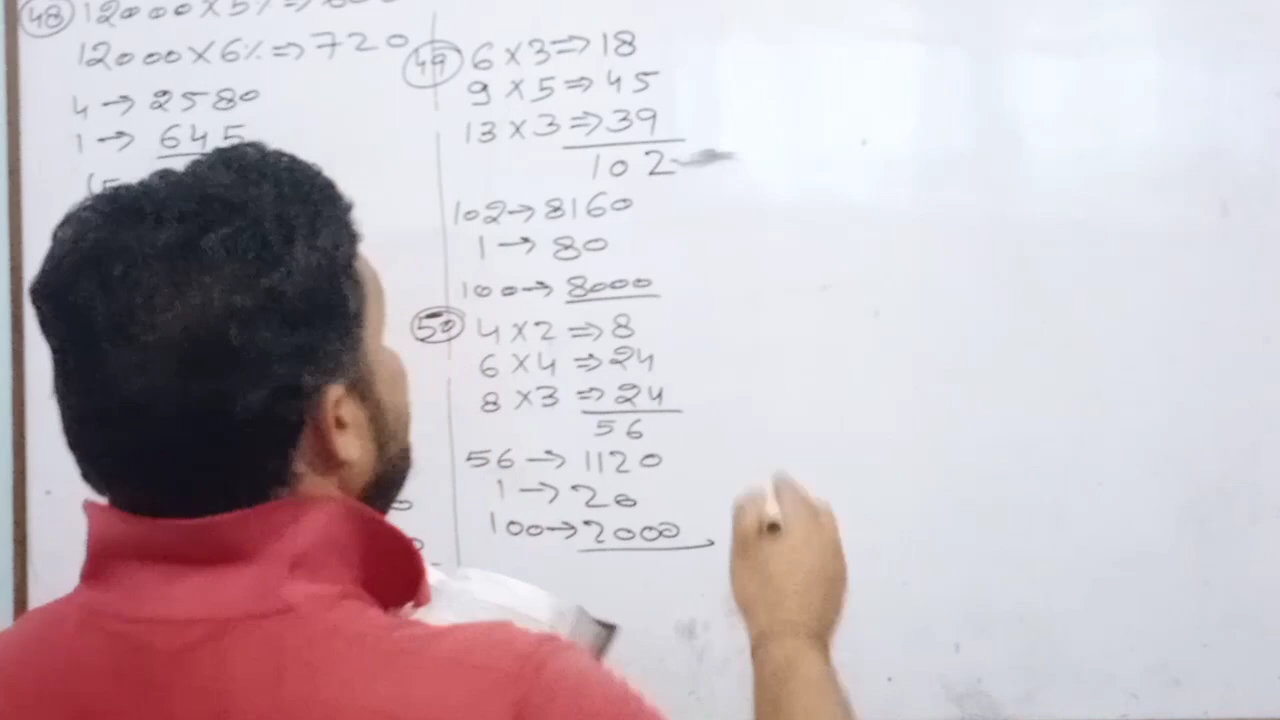 48 12000 x 5% ⇒ 600
12000 x 6% ⇒ 720
4 → 2580
1 → 645
49 6 x 3 ⇒ 18
9 x 5 ⇒ 45
13 x 3 ⇒ 39
102
102 → 8160
1 → 80
100 → 8000
50 4 x 2 ⇒ 8
6 x 4 ⇒ 24
8 x 3 ⇒ 24
56
56 → 1120
1 → 20
100 → 2000